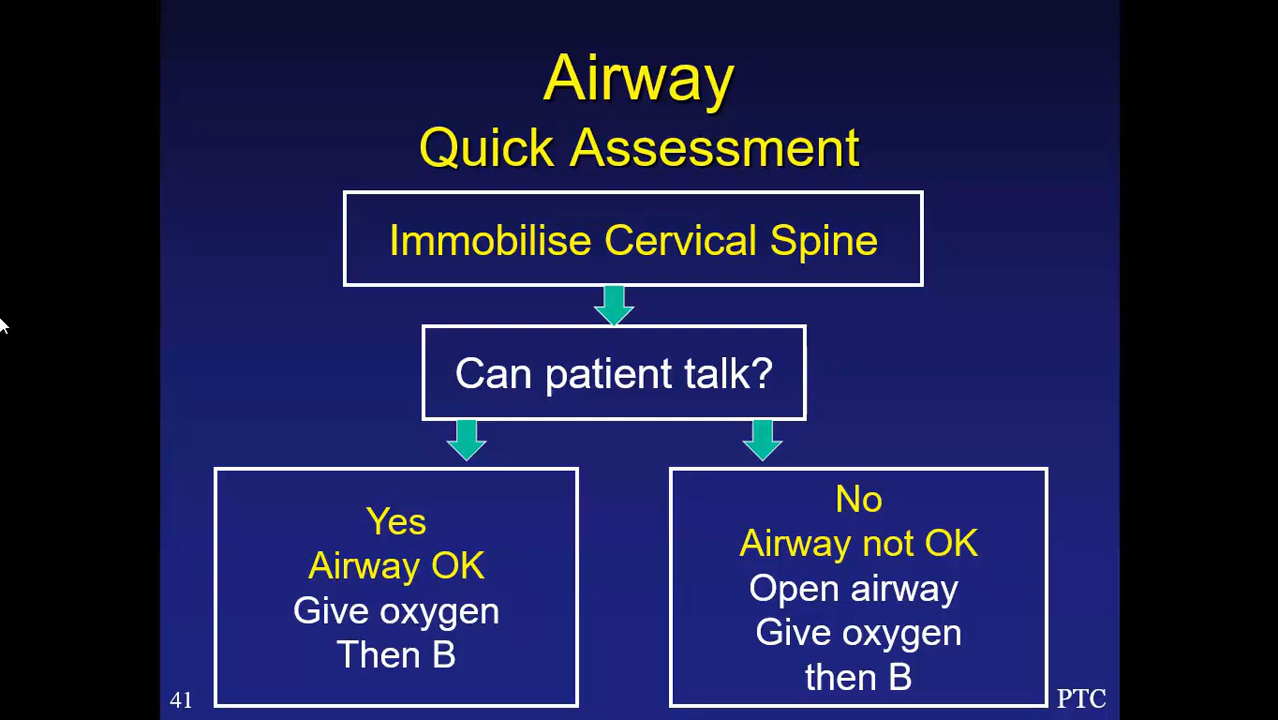 Airway
Quick Assessment
Immobilise Cervical Spine
Can patient talk?
Yes
Airway OK
Give oxygen
Then B
No
Airway not OK
Open airway
Give oxygen
then B
41
PTC